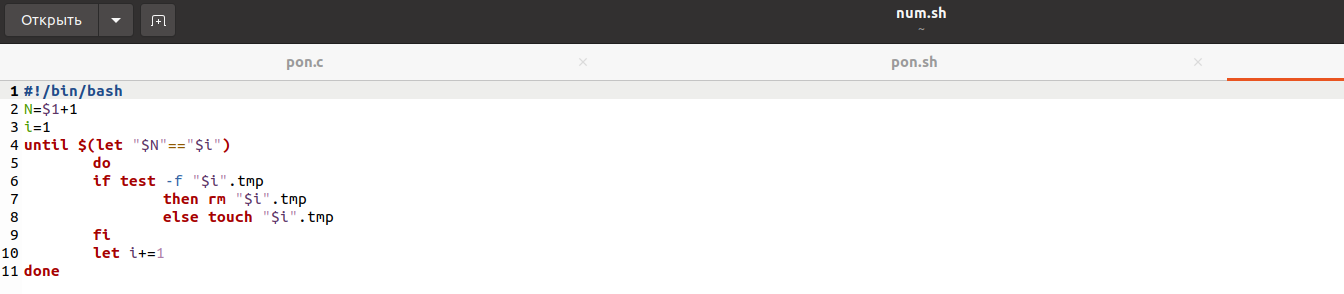 Открыть
num.sh
~
pon.c × pon.sh ×
1 #!/bin/bash
2 N=$1+1
3 i=1
4 until $(let "$N"=="$i")
5 do
6 if test -f "$i".tmp
7 then rm "$i".tmp
8 else touch "$i".tmp
9 fi
10 let i+=1
11 done